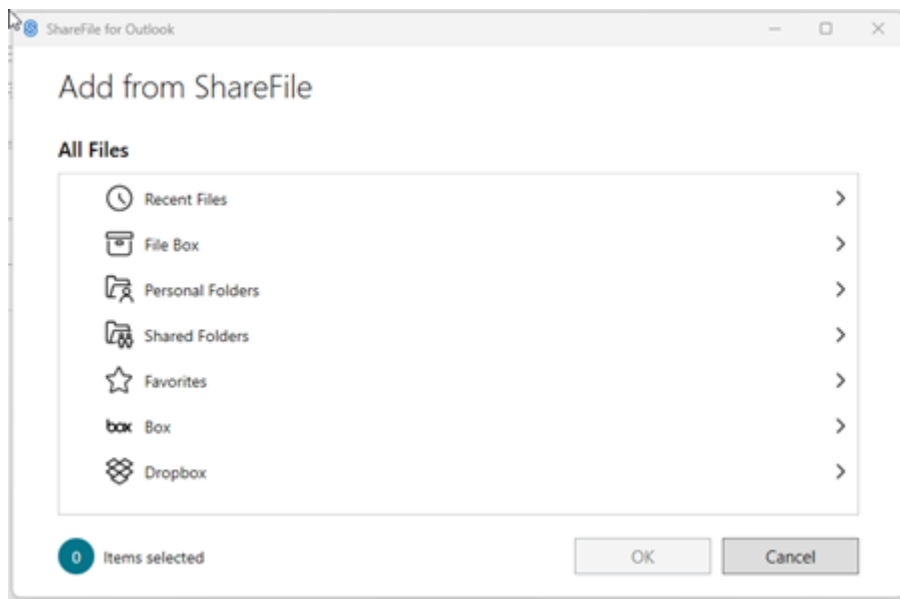 ShareFile for Outlook
Add from ShareFile
All Files
Recent Files
File Box
Personal Folders
Shared Folders
Favorites
box Box
Dropbox
0 Items selected
OK Cancel